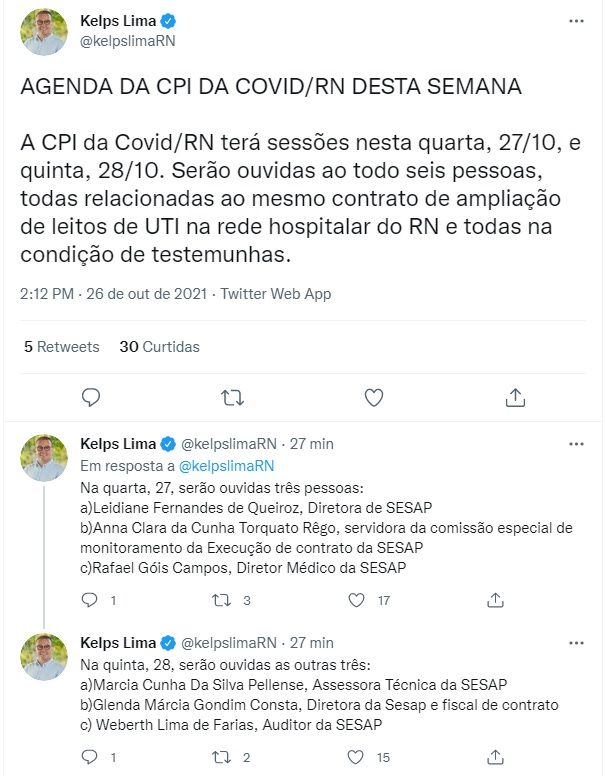 Kelps Lima
@kelpslimaRN
AGENDA DA CPI DA COVID/RN DESTA SEMANA
A CPI da Covid/RN terá sessões nesta quarta, 27/10, e
quinta, 28/10. Serão ouvidas ao todo seis pessoas,
todas relacionadas ao mesmo contrato de ampliação
de leitos de UTI na rede hospitalar do RN e todas na
condição de testemunhas.
2:12 PM · 26 de out de 2021 · Twitter Web App
5 Retweets 30 Curtidas
Kelps Lima @kelpslimaRN · 27 min
Em resposta a @kelpslimaRN
Na quarta, 27, serão ouvidas três pessoas:
a)Leidiane Fernandes de Queiroz, Diretora de SESAP
b)Anna Clara da Cunha Torquato Rêgo, servidora da comissão especial de
monitoramento da Execução de contrato da SESAP
c)Rafael Góis Campos, Diretor Médico da SESAP
1 3 17
Kelps Lima @kelpslimaRN · 27 min
Na quinta, 28, serão ouvidas as outras três:
a)Marcia Cunha Da Silva Pellense, Assessora Técnica da SESAP
b)Glenda Márcia Gondim Consta, Diretora da Sesap e fiscal de contrato
c) Weberth Lima de Farias, Auditor da SESAP
1 2 15